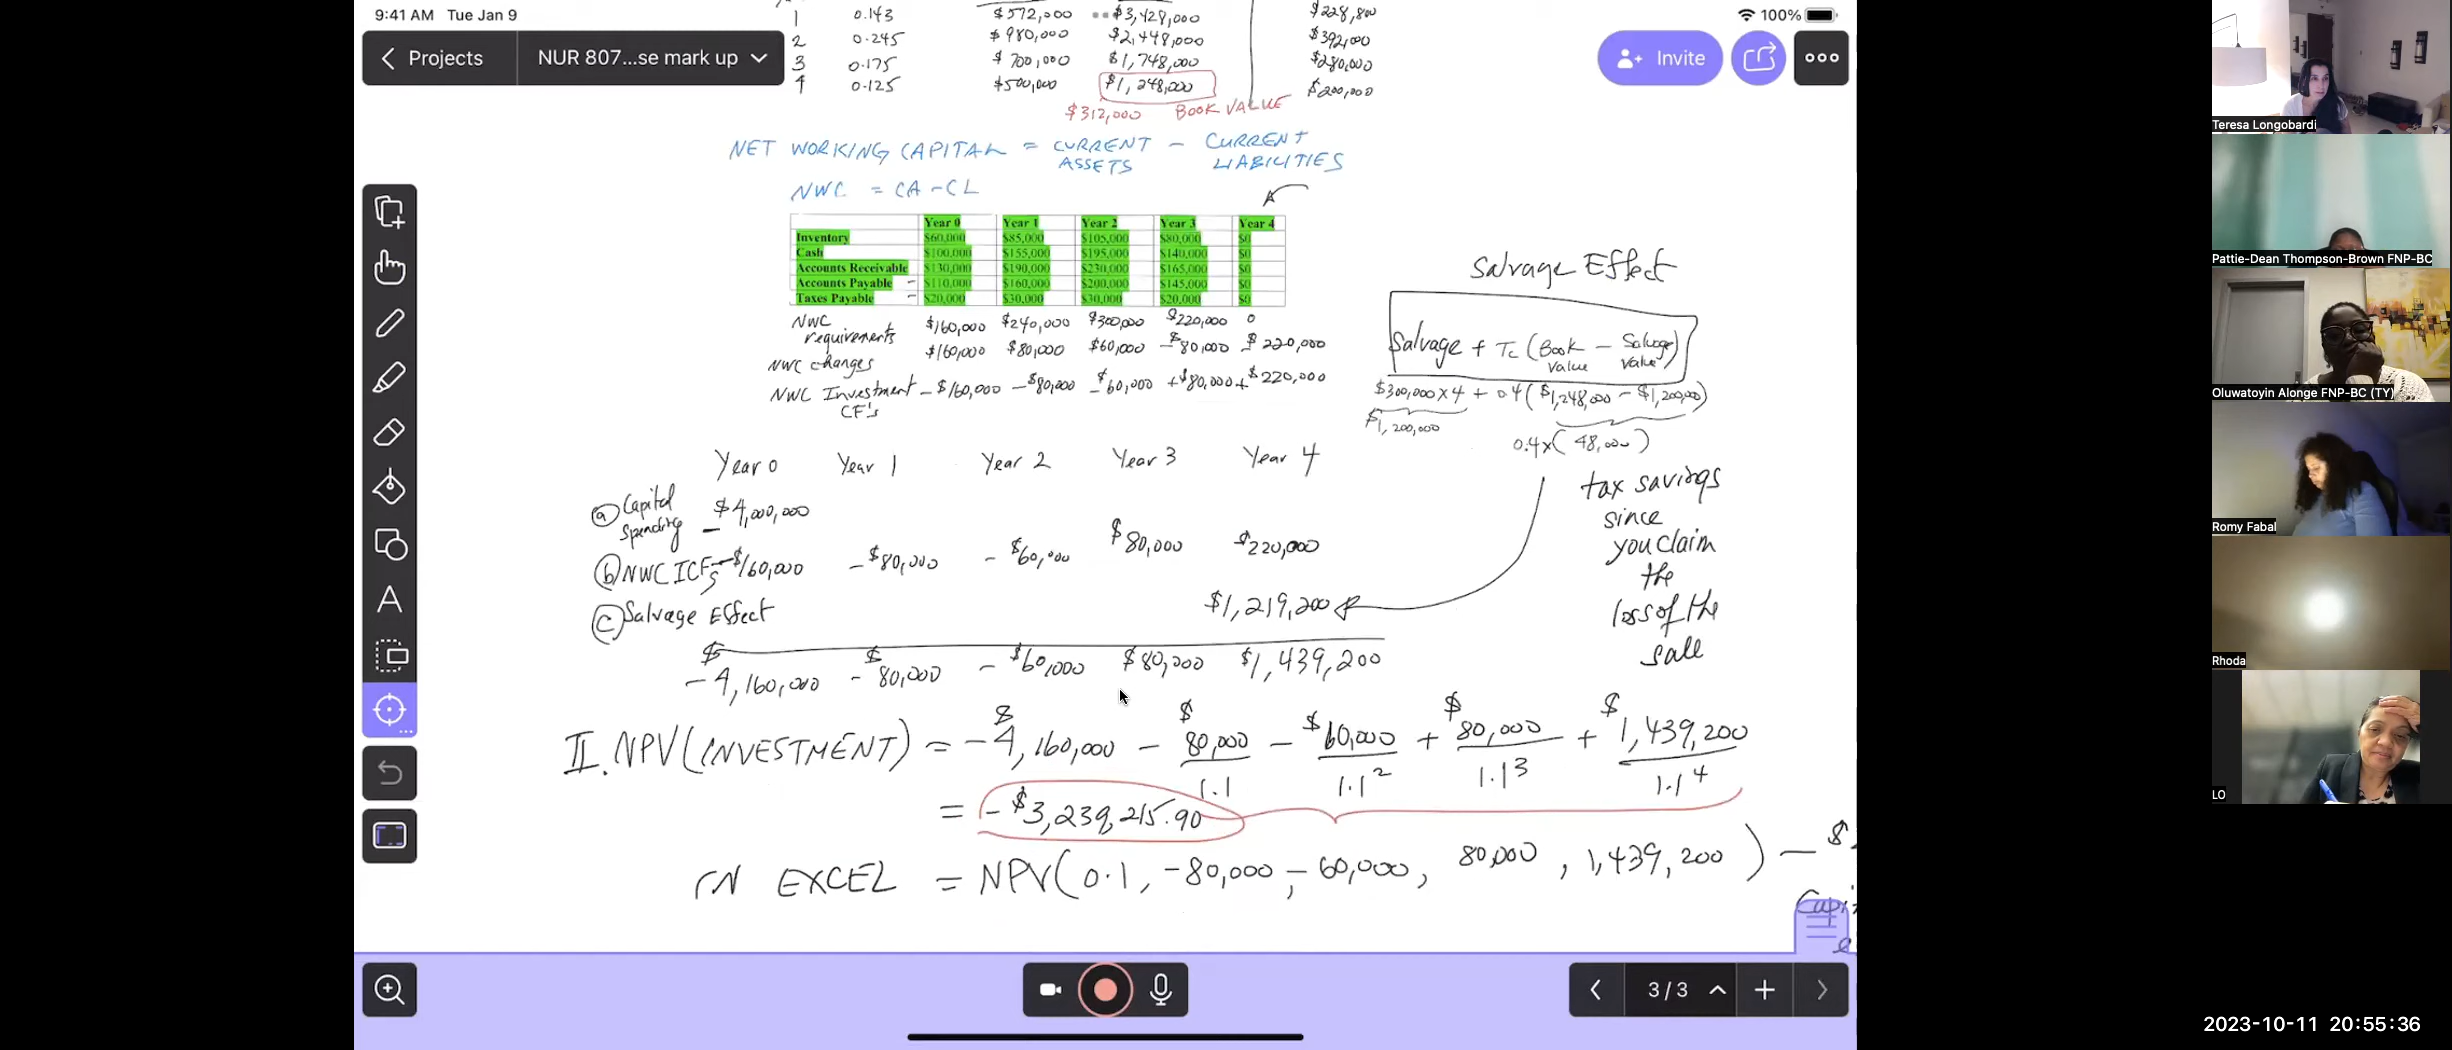 9:41 AM Tue Jan 9
100%
Projects
NUR 807...se mark up
Invite
1 0.143 $572,000 $3,428,000 $228,800
2 0.245 $980,000 $2,448,000 $392,000
3 0.175 $700,000 $1,748,000 $280,000
4 0.125 $500,000 $1,248,000 $200,000
$312,000 BOOK VALUE
NET WORKING CAPITAL = CURRENT ASSETS - CURRENT LIABILITIES
NWC = CA - CL
Year 0 Year 1 Year 2 Year 3 Year 4
Inventory $60,000 $85,000 $105,000 $80,000 $0
Cash $100,000 $155,000 $195,000 $140,000 $0
Accounts Receivable $130,000 $190,000 $230,000 $165,000 $0
Accounts Payable - $110,000 $160,000 $200,000 $145,000 $0
Taxes Payable - $20,000 $30,000 $30,000 $20,000 $0
NWC requirements $160,000 $240,000 $300,000 $220,000 0
NWC changes $160,000 $80,000 $60,000 -$80,000 -$220,000
NWC Investment CF's -$160,000 -$80,000 -$60,000 +$80,000 +$220,000
Salvage Effect
Salvage + Tc (Book Value - Salvage Value)
$300,000 x 4 + 0.4 ($1,248,000 - $1,200,000)
$1,200,000
0.4 x (48,000)
tax savings
since
you claim
the
loss of the
sale
Year 0 Year 1 Year 2 Year 3 Year 4
(a) Capital Spending - $4,000,000
(b) NWC ICF's -$160,000 -$80,000 -$60,000 $80,000 $220,000
(c) Salvage Effect $1,219,200
$-4,160,000 -$80,000 -$60,000 $80,000 $1,439,200
II. NPV (INVESTMENT) = -$4,160,000 - $80,000/1.1 - $60,000/1.1² + $80,000/1.1³ + $1,439,200/1.1⁴
= -$3,239,215.90
IN EXCEL = NPV(0.1, -80,000, -60,000, 80,000, 1,439,200) - $
3 / 3
Teresa Longobardi
Pattie-Dean Thompson-Brown FNP-BC
Oluwatoyin Alonge FNP-BC (TY)
Romy Fabal
Rhoda
LO
2023-10-11 20:55:36